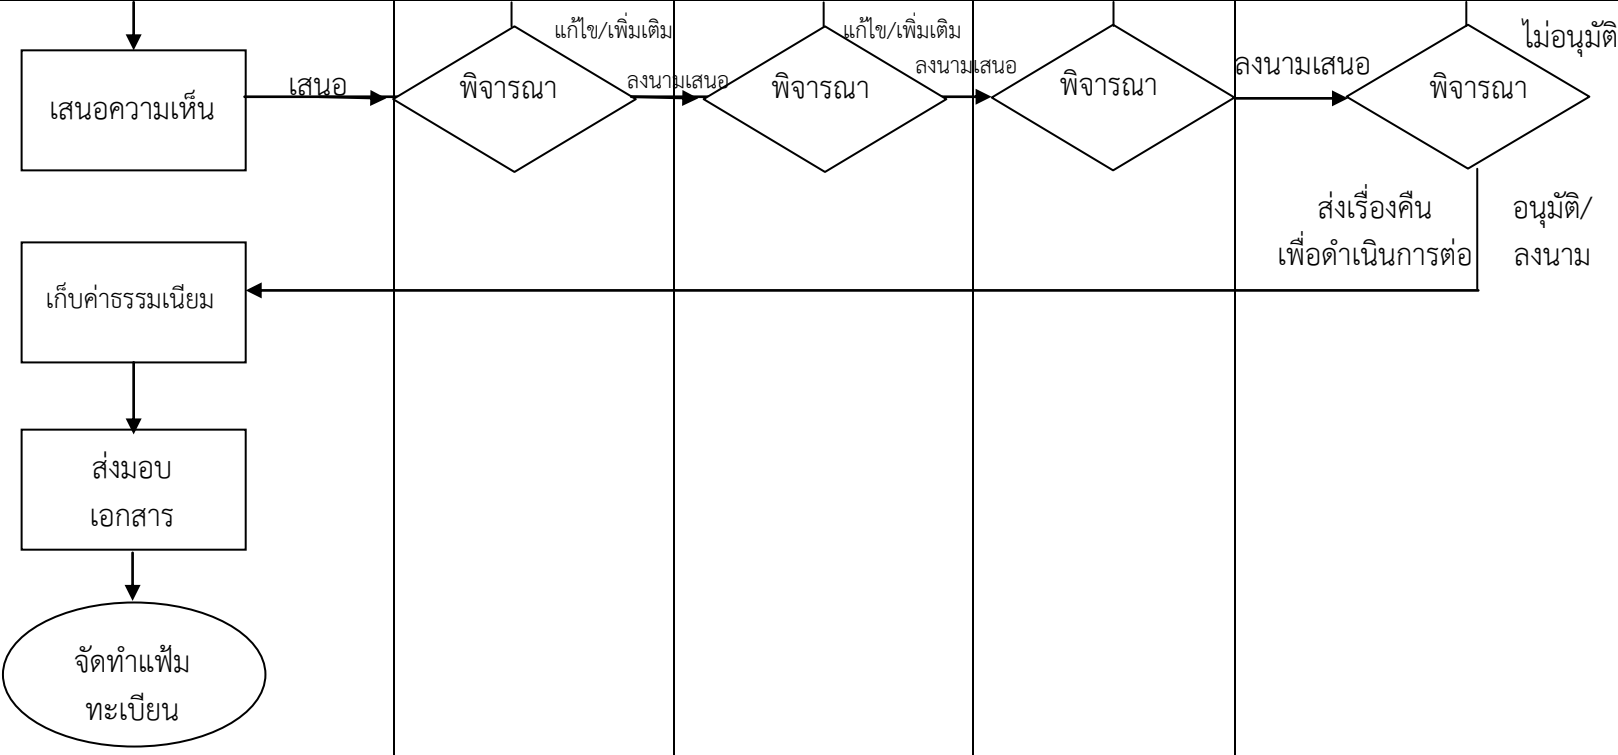 แก้ไข/เพิ่มเติม
แก้ไข/เพิ่มเติม
ไม่อนุมัติ
เสนอความเห็น
เสนอ
พิจารณา
ลงนามเสนอ
พิจารณา
ลงนามเสนอ
พิจารณา
ลงนามเสนอ
พิจารณา
ส่งเรื่องคืน
เพื่อดำเนินการต่อ
อนุมัติ/
ลงนาม
เก็บค่าธรรมเนียม
ส่งมอบ
เอกสาร
จัดทำแฟ้ม
ทะเบียน